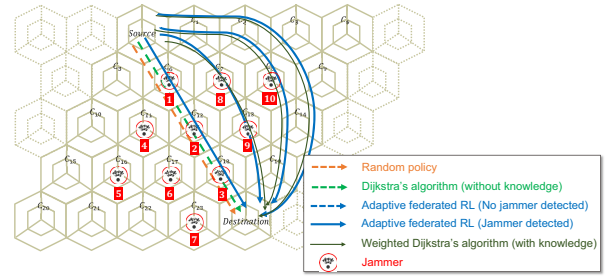 C₁
C₂
C₃
C₄
Source
C₅
C₆
C₇
C₈
C₉
1
8
10
C₁₀
C₁₁
C₁₂
C₁₃
C₁₄
4
2
9
C₁₅
C₁₆
C₁₇
C₁₈
C₁₉
5
6
3
C₂₀
C₂₁
C₂₂
C₂₃
Destination
7
Random policy
Dijkstra's algorithm (without knowledge)
Adaptive federated RL (No jammer detected)
Adaptive federated RL (Jammer detected)
Weighted Dijkstra's algorithm (with knowledge)
Jammer